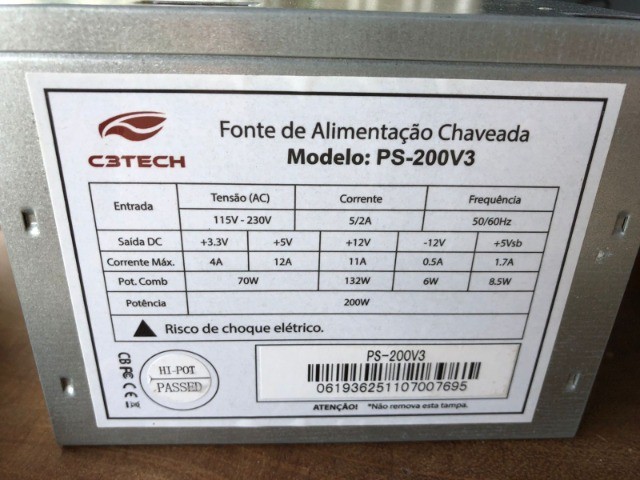 C3TECH
Fonte de Alimentação Chaveada
Modelo: PS-200V3
Entrada Tensão (AC) Corrente Frequência
115V - 230V 5/2A 50/60Hz
Saída DC +3.3V +5V +12V -12V +5Vsb
Corrente Máx. 4A 12A 11A 0.5A 1.7A
Pot. Comb 70W 132W 6W 8.5W
Potência 200W
Risco de choque elétrico.
HI-POT
PASSED
PS-200V3
061936251107007695
ATENÇÃO! *Não remova esta tampa.